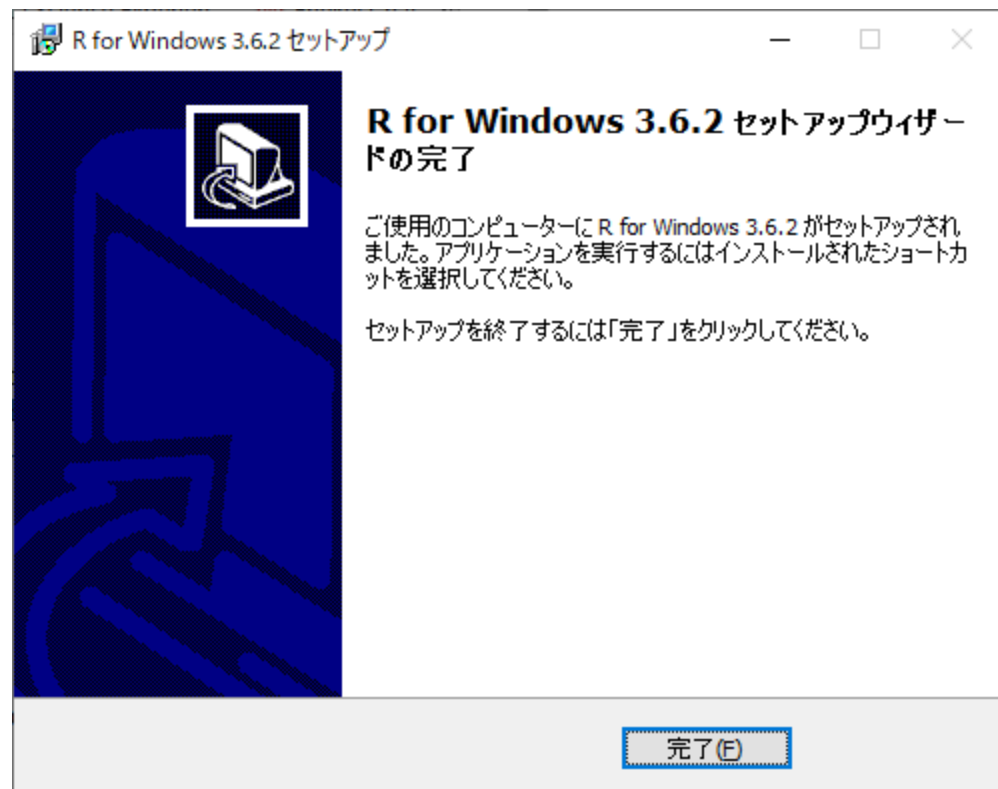 R for Windows 3.6.2 セットアップ
R for Windows 3.6.2 セットアップウィザー
ドの完了
ご使用のコンピューターに R for Windows 3.6.2 がセットアップされ
ました。アプリケーションを実行するにはインストールされたショートカ
ットを選択してください。
セットアップを終了するには「完了」をクリックしてください。
完了(F)